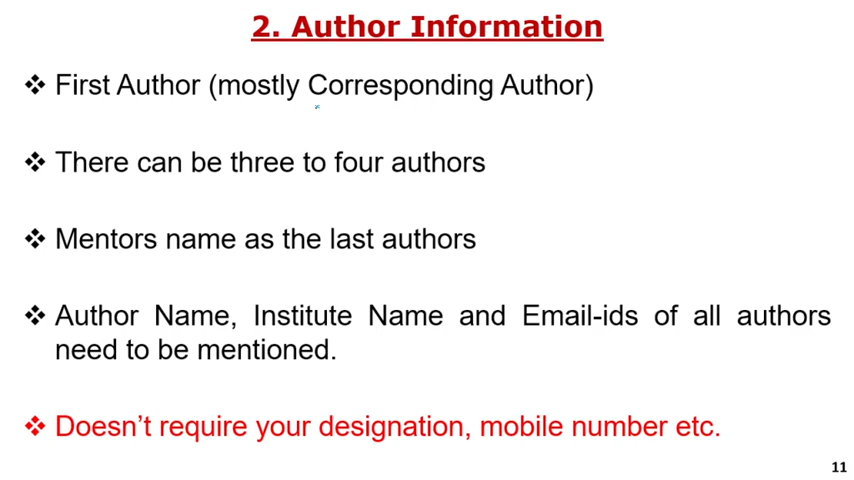 2. Author Information
❖ First Author (mostly Corresponding Author)
❖ There can be three to four authors
❖ Mentors name as the last authors
❖ Author Name, Institute Name and Email-ids of all authors
need to be mentioned.
❖ Doesn’t require your designation, mobile number etc.
11